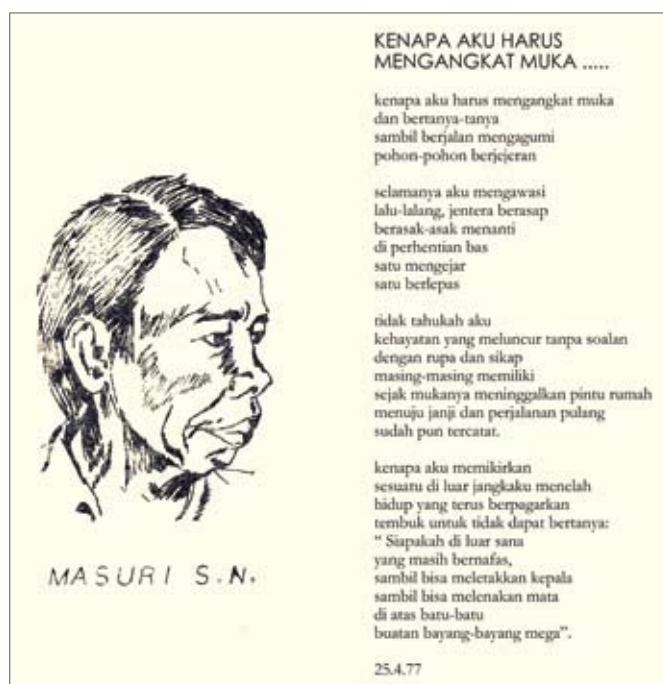 KENAPA AKU HARUS
MENGANGKAT MUKA .....
kenapa aku harus mengangkat muka
dan bertanya-tanya
sambil berjalan mengagumi
pohon-pohon berjejeran
selamanya aku mengawasi
lalu-lalang, jentera berasap
berasak-asak menanti
di perhentian bas
satu mengejar
satu berlepas
tidak tahukah aku
kehayatan yang meluncur tanpa soalan
dengan rupa dan sikap
masing-masing memiliki
sejak mukanya meninggalkan pintu rumah
menuju janji dan perjalanan pulang
sudah pun tercatat.
kenapa aku memikirkan
sesuatu di luar jangkaku menelah
hidup yang terus berpagarkan
tembuk untuk tidak dapat bertanya:
“ Siapakah di luar sana
yang masih bernafas,
sambil bisa meletakkan kepala
sambil bisa melenakan mata
di atas batu-batu
buatan bayang-bayang mega”.
25.4.77
MASURI S.N.